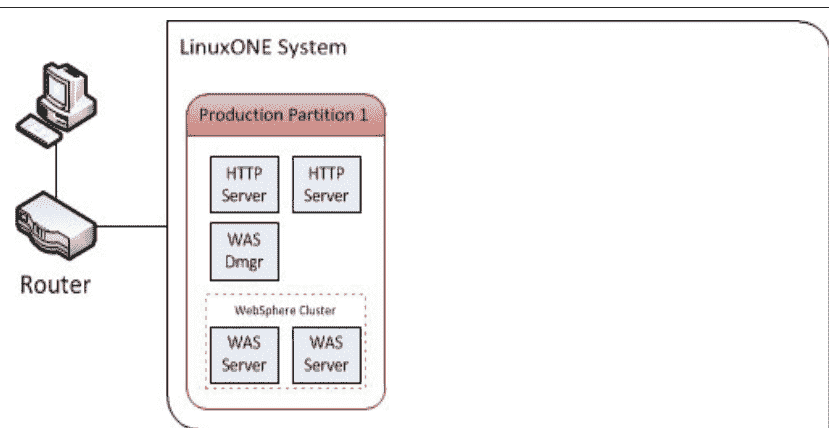 LinuxONE System
Production Partition 1
HTTP
Server
HTTP
Server
WAS
Dmgr
Router
WebSphere Cluster
WAS
Server
WAS
Server